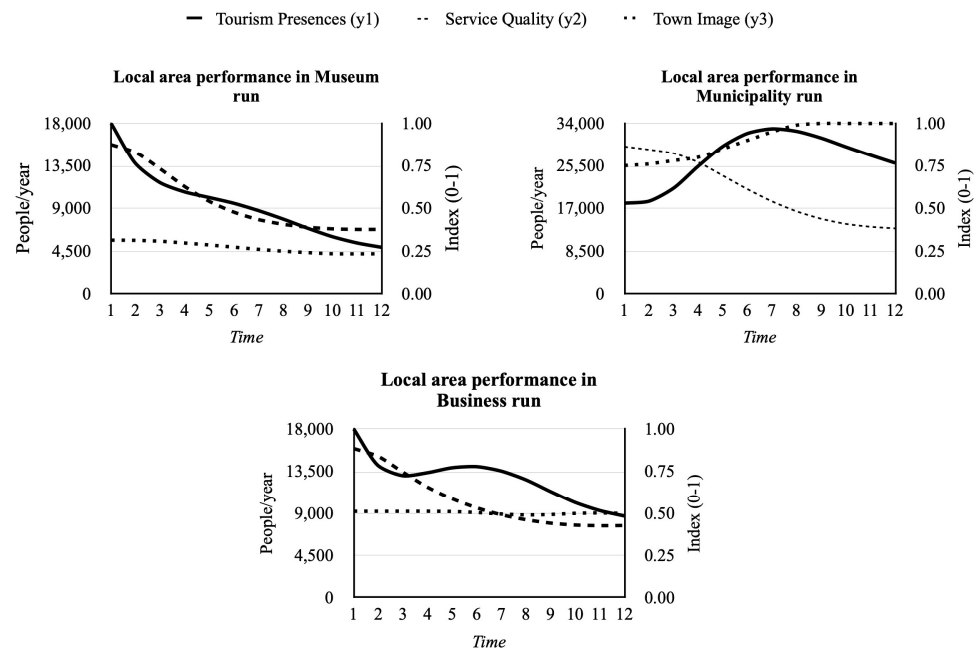 Tourism Presences (y1) Service Quality (y2) Town Image (y3)
Local area performance in Museum
run
18,000
13,500
9,000
4,500
0
People/year
1.00
0.75
0.50
0.25
0.00
Index (0-1)
1 2 3 4 5 6 7 8 9 10 11 12
Time
Local area performance in
Municipality run
34,000
25,500
17,000
8,500
0
People/year
1.00
0.75
0.50
0.25
0.00
Index (0-1)
1 2 3 4 5 6 7 8 9 10 11 12
Time
Local area performance in
Business run
18,000
13,500
9,000
4,500
0
People/year
1.00
0.75
0.50
0.25
0.00
Index (0-1)
1 2 3 4 5 6 7 8 9 10 11 12
Time